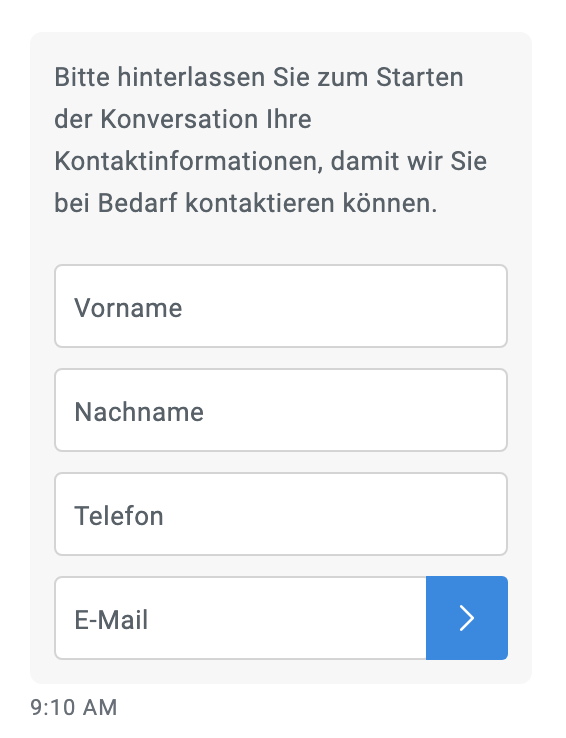 Bitte hinterlassen Sie zum Starten
der Konversation Ihre
Kontaktinformationen, damit wir Sie
bei Bedarf kontaktieren können.
Vorname
Nachname
Telefon
E-Mail
9:10 AM